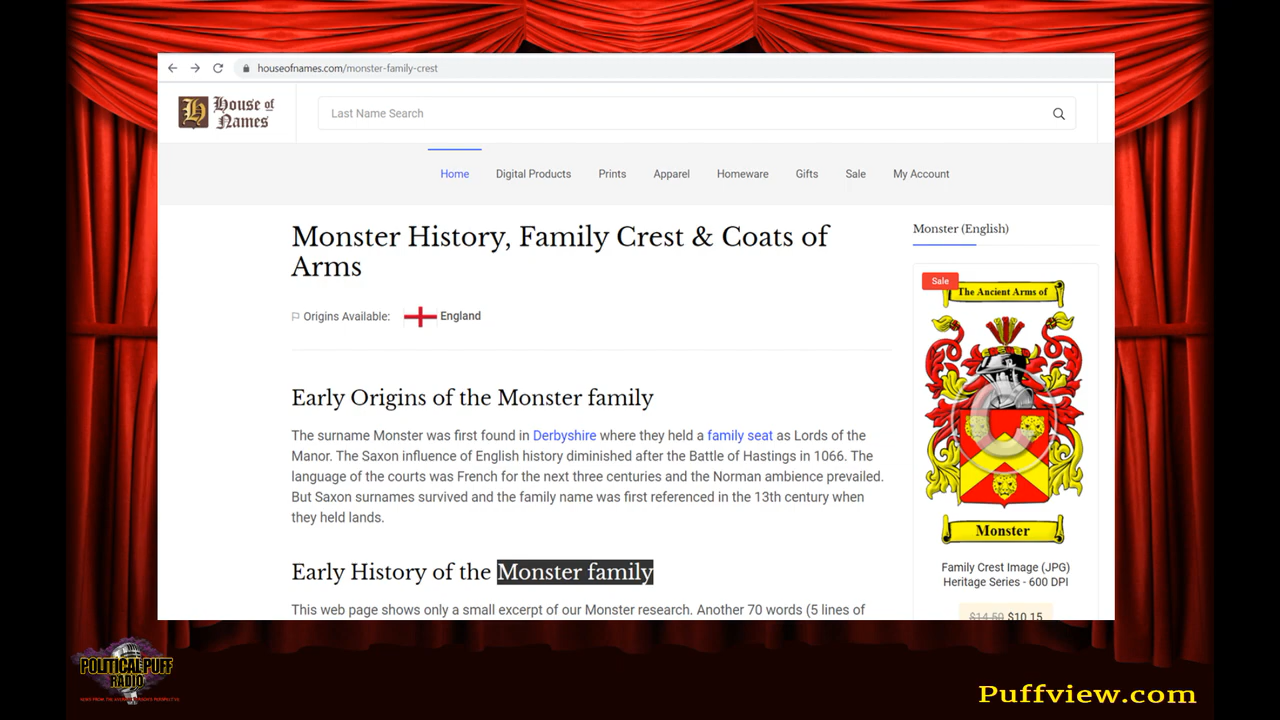 houseofnames.com/monster-family-crest
House of
Names
Last Name Search
Home
Digital Products
Prints
Apparel
Homeware
Gifts
Sale
My Account
Monster History, Family Crest & Coats of
Arms
Origins Available:
England
Early Origins of the Monster family
The surname Monster was first found in Derbyshire where they held a family seat as Lords of the
Manor. The Saxon influence of English history diminished after the Battle of Hastings in 1066. The
language of the courts was French for the next three centuries and the Norman ambience prevailed.
But Saxon surnames survived and the family name was first referenced in the 13th century when
they held lands.
Early History of the Monster family
This web page shows only a small excerpt of our Monster research. Another 70 words (5 lines of
Monster (English)
Sale
The Ancient Arms of
Monster
Family Crest Image (JPG)
Heritage Series - 600 DPI
$14.50 $10.15
POLITICAL PUFF
RADIO
Puffview.com